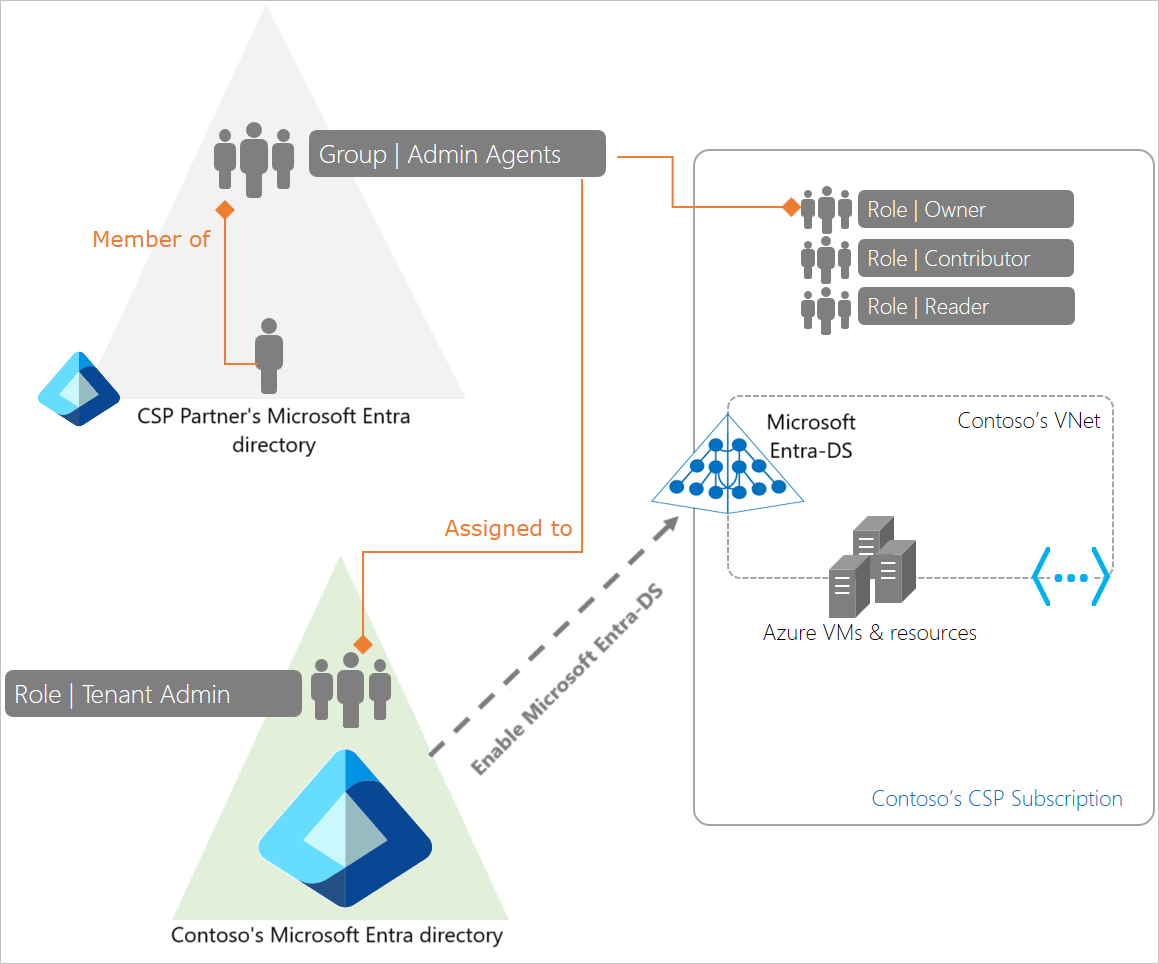 Group | Admin Agents
Member of
CSP Partner's Microsoft Entra
directory
Role | Owner
Role | Contributor
Role | Reader
Microsoft
Entra-DS
Contoso’s VNet
Azure VMs & resources
Assigned to
Enable Microsoft Entra-DS
Role | Tenant Admin
Contoso’s CSP Subscription
Contoso's Microsoft Entra directory